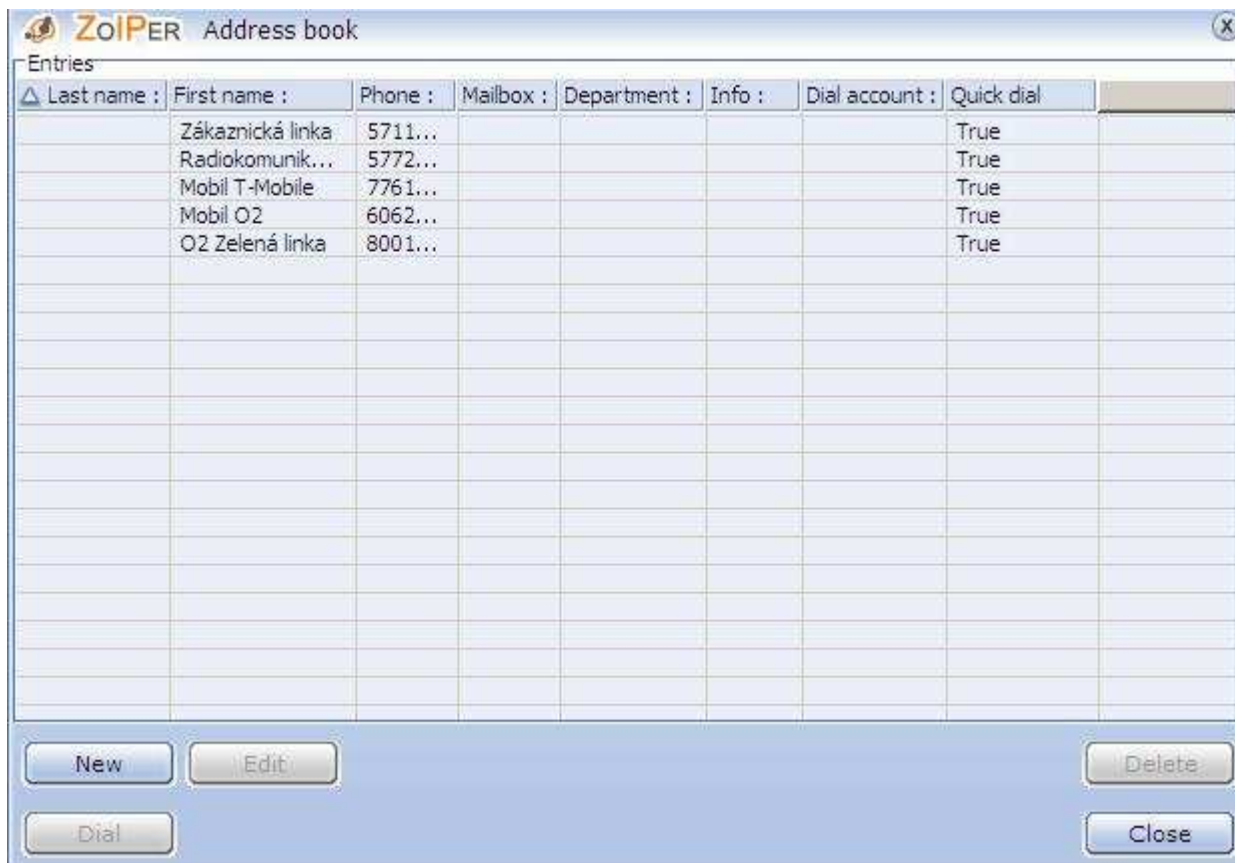 ZoIPER Address book X
Entries
Last name : First name : Phone : Mailbox : Department : Info : Dial account : Quick dial
Zákaznická linka 5711... True
Radiokomunik... 5772... True
Mobil T-Mobile 7761... True
Mobil O2 6062... True
O2 Zelená linka 8001... True
New Edit Delete
Dial Close